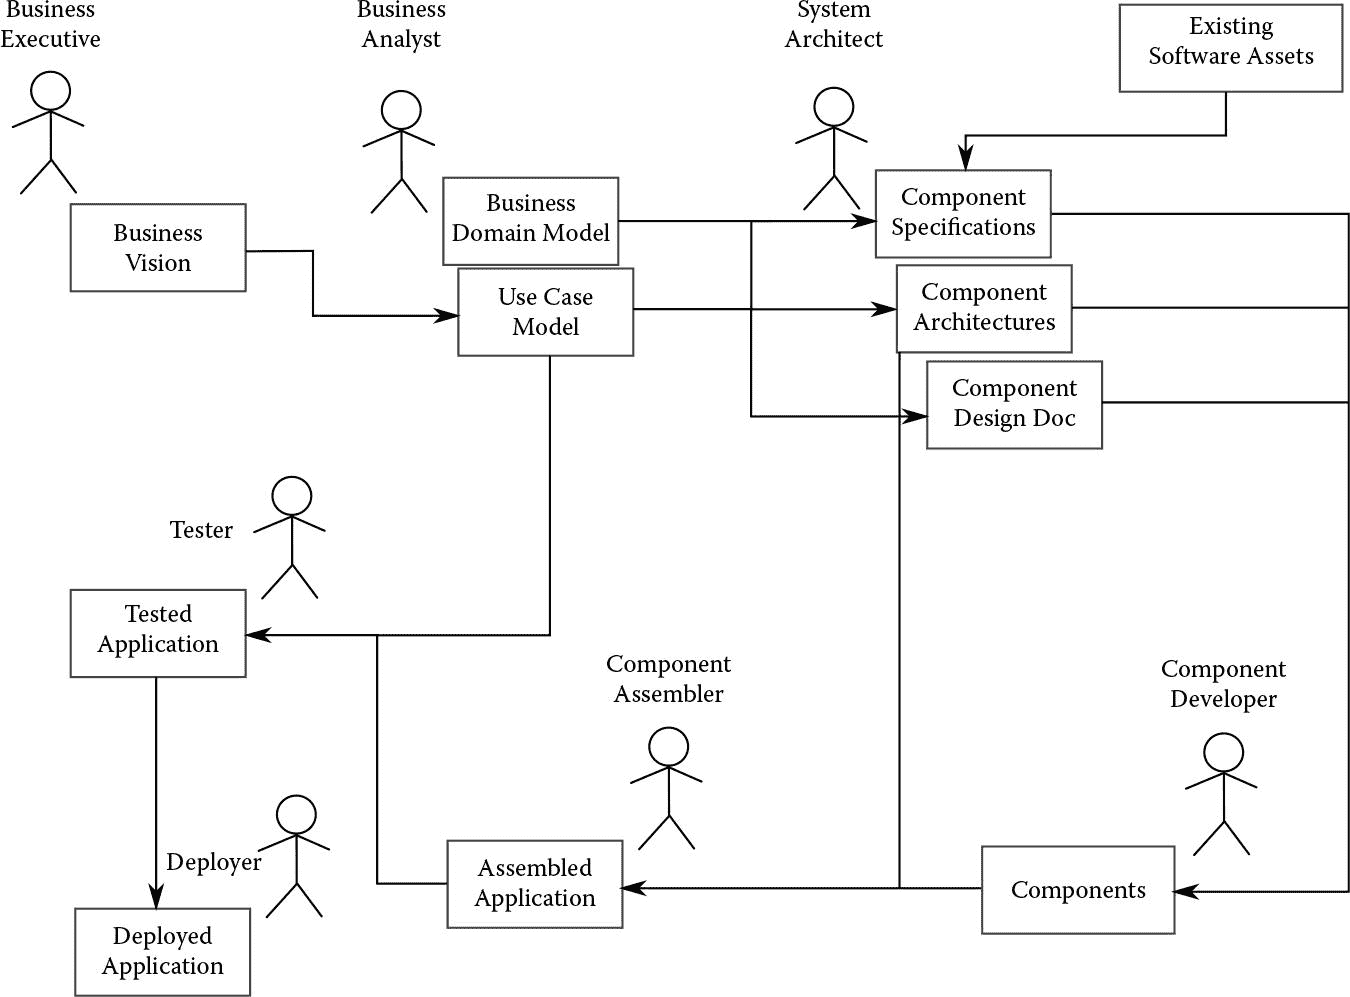 Business
Executive
Business
Analyst
System
Architect
Existing
Software Assets
Business
Vision
Business
Domain Model
Use Case
Model
Component
Specifications
Component
Architectures
Component
Design Doc
Tester
Tested
Application
Component
Assembler
Component
Developer
Deployer
Assembled
Application
Components
Deployed
Application